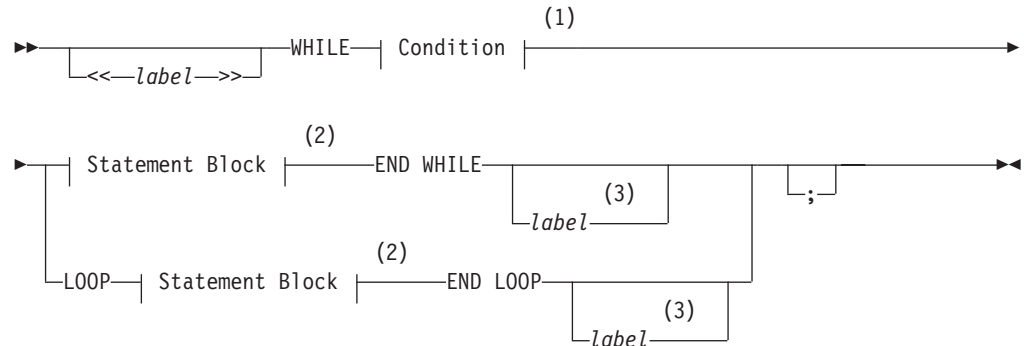 (1)
WHILE Condition
<< label >>
(2)
Statement Block END WHILE
(3)
label
;
(2)
LOOP Statement Block END LOOP
(3)
label